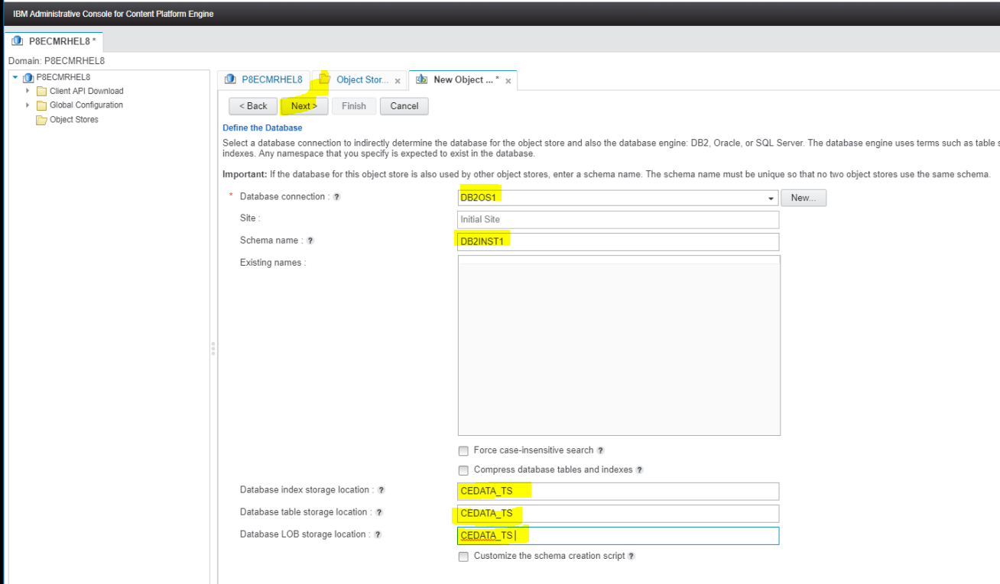 IBM Administrative Console for Content Platform Engine
P8ECMRHEL8 *
Domain: P8ECMRHEL8
P8ECMRHEL8
Client API Download
Global Configuration
Object Stores
P8ECMRHEL8 Object Stor... x New Object ... * x
< Back Next > Finish Cancel
Define the Database
Select a database connection to indirectly determine the database for the object store and also the database engine: DB2, Oracle, or SQL Server. The database engine uses terms such as table s
indexes. Any namespace that you specify is expected to exist in the database.
Important: If the database for this object store is also used by other object stores, enter a schema name. The schema name must be unique so that no two object stores use the same schema.
* Database connection : ? DB2OS1 New...
Site : Initial Site
Schema name : ? DB2INST1
Existing names :
Force case-insensitive search ?
Compress database tables and indexes ?
Database index storage location : ? CEDATA_TS
Database table storage location : ? CEDATA_TS
Database LOB storage location : ? CEDATA_TS
Customize the schema creation script ?